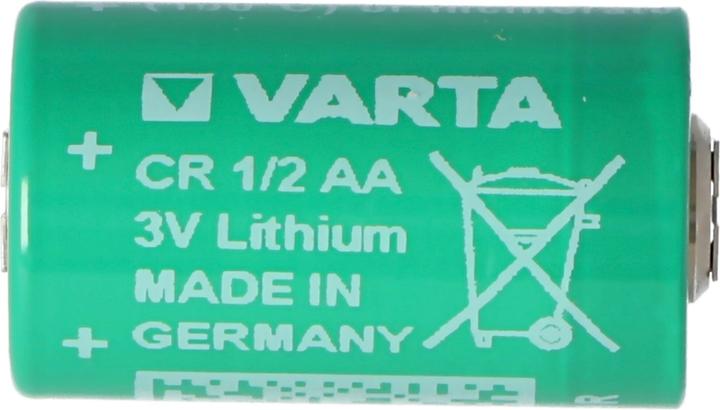 VARTA
+
CR 1/2 AA
3V Lithium
MADE IN
+ GERMANY
R